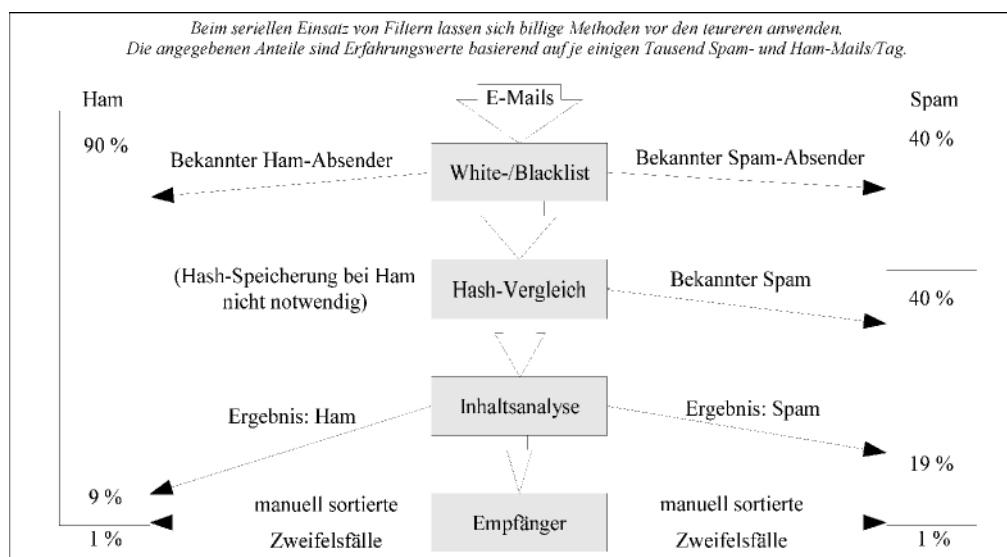 Beim seriellen Einsatz von Filtern lassen sich billige Methoden vor den teureren anwenden.
Die angegebenen Anteile sind Erfahrungswerte basierend auf je einigen Tausend Spam- und Ham-Mails/Tag.
E-Mails
Ham
Spam
90 %
40 %
Bekannter Ham-Absender
White-/Blacklist
Bekannter Spam-Absender
(Hash-Speicherung bei Ham
nicht notwendig)
Hash-Vergleich
Bekannter Spam
40 %
Ergebnis: Ham
Inhaltsanalyse
Ergebnis: Spam
19 %
9 %
manuell sortierte
Zweifelsfälle
Empfänger
manuell sortierte
Zweifelsfälle
1 %
1 %